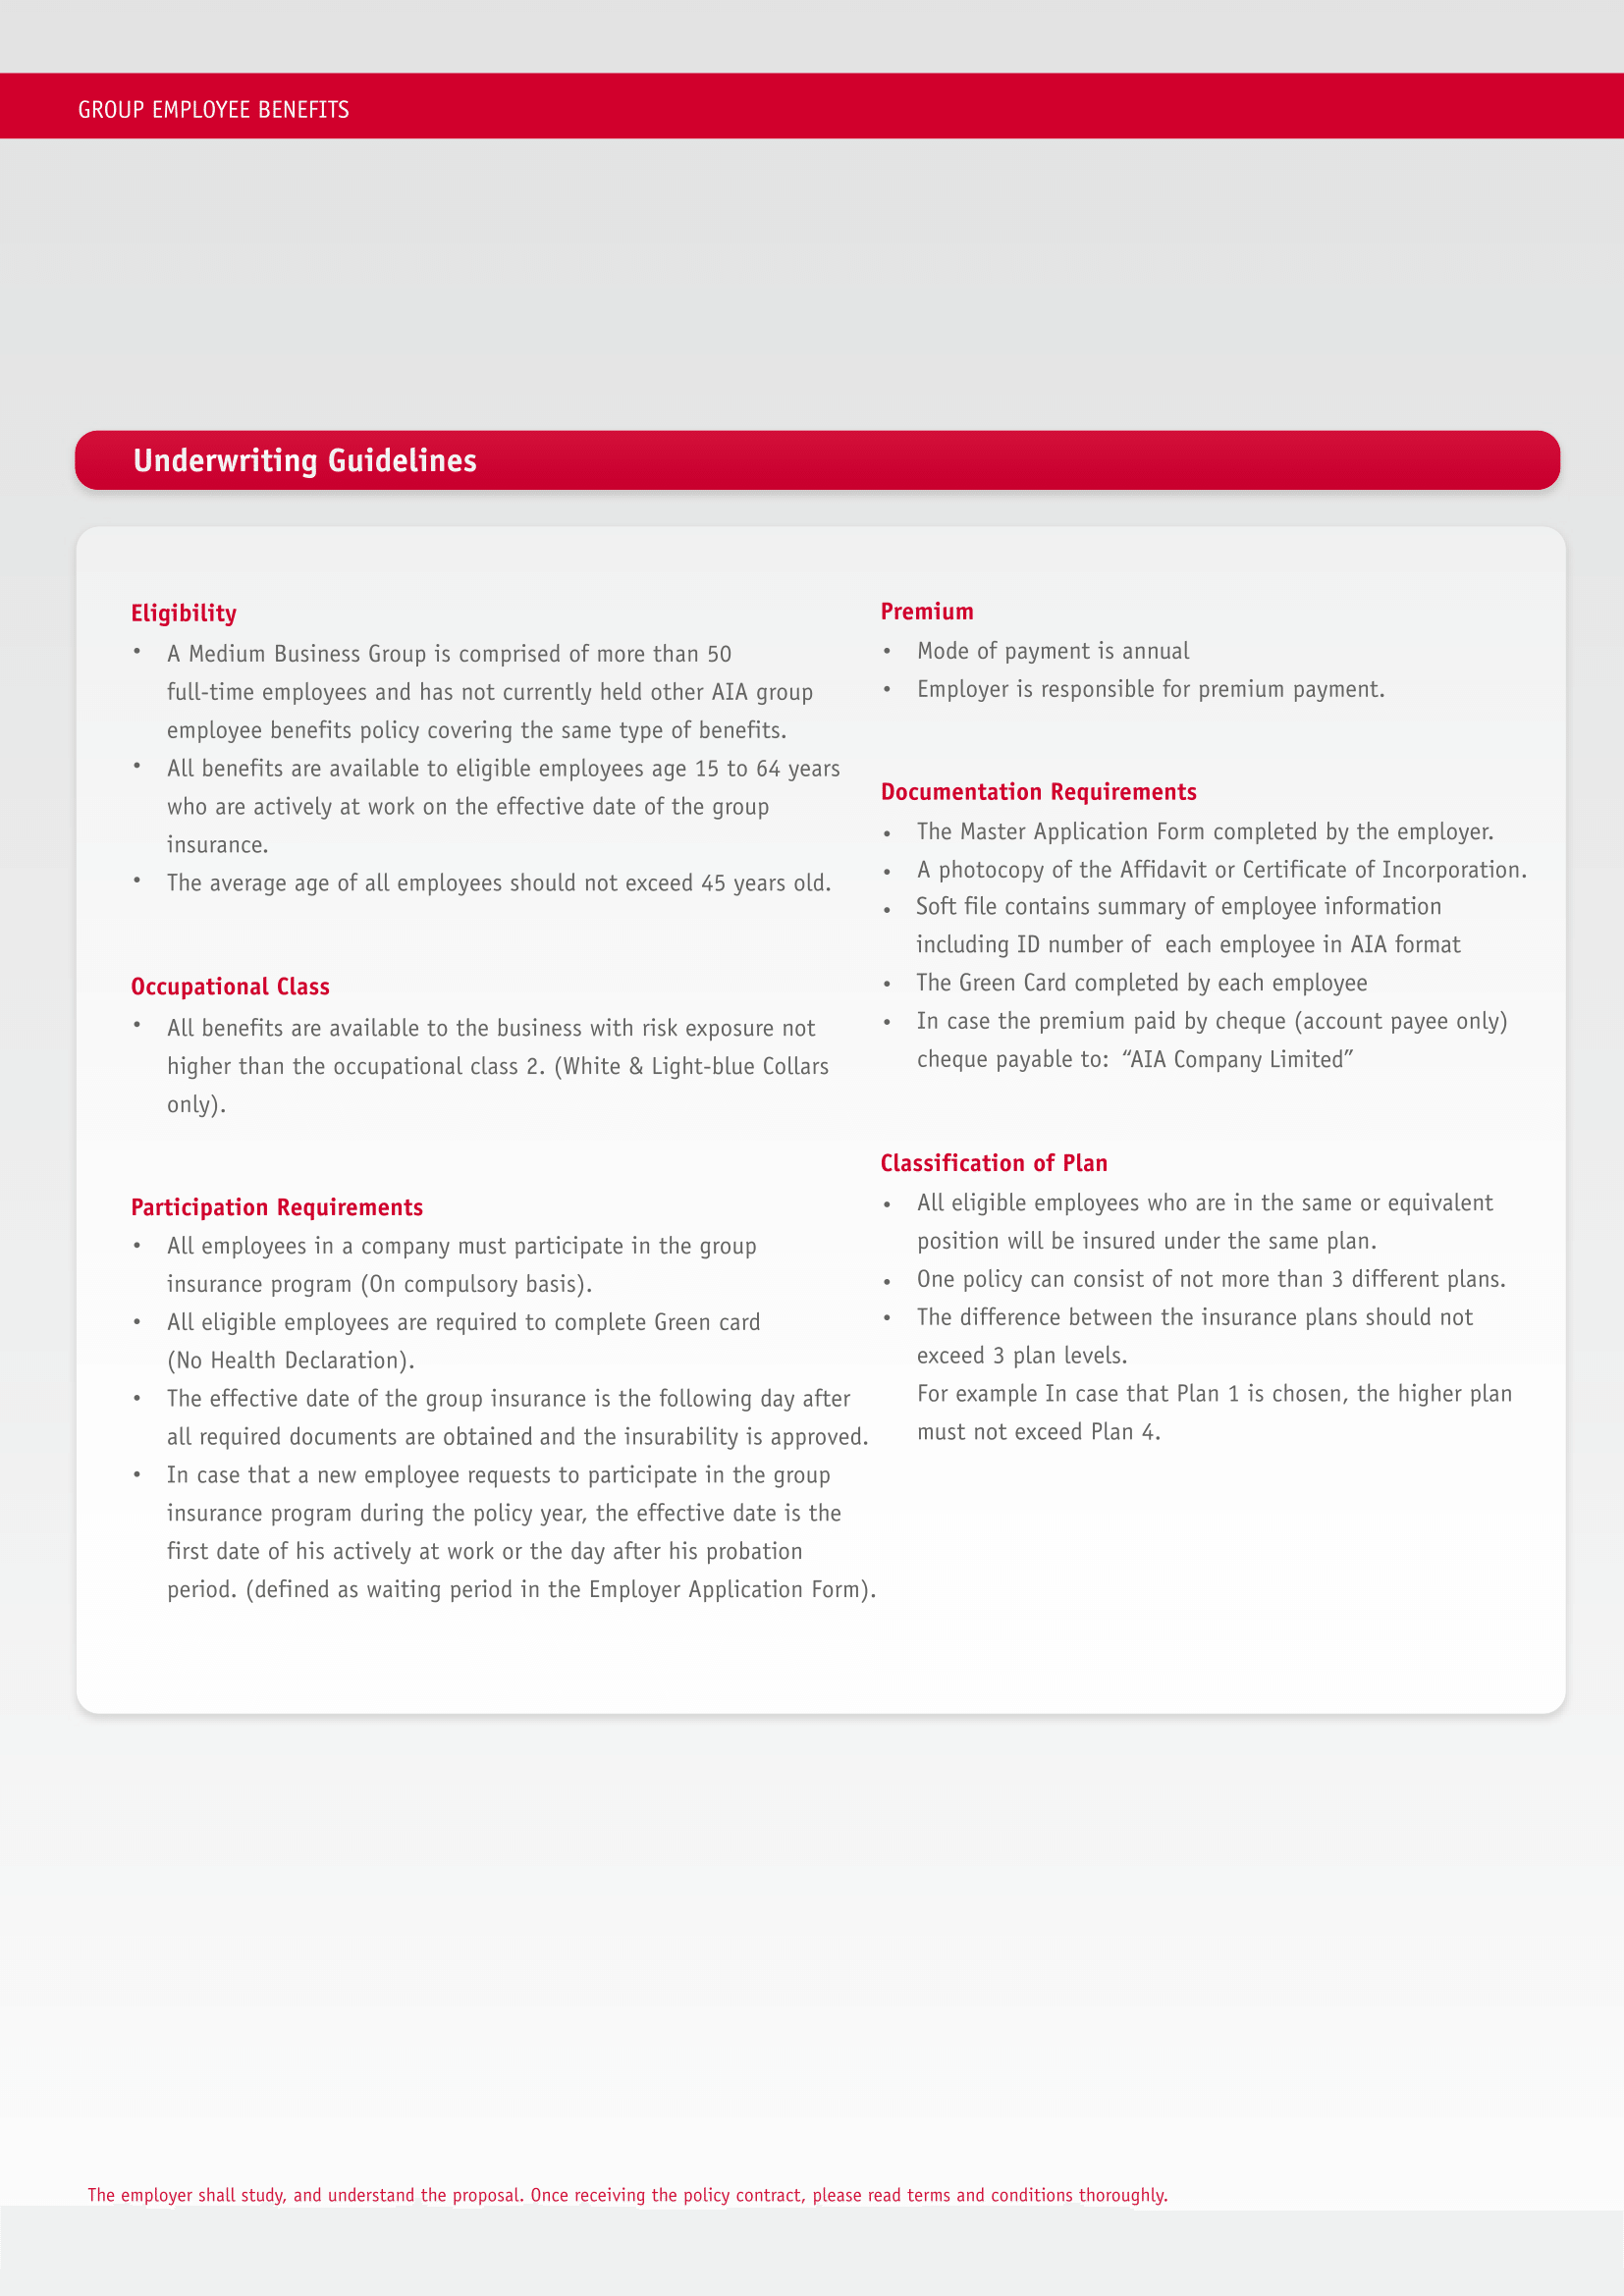 GROUP EMPLOYEE BENEFITS
Underwriting Guidelines
Eligibility
• A Medium Business Group is comprised of more than 50
full-time employees and has not currently held other AIA group
employee benefits policy covering the same type of benefits.
• All benefits are available to eligible employees age 15 to 64 years
who are actively at work on the effective date of the group
insurance.
• The average age of all employees should not exceed 45 years old.
Occupational Class
• All benefits are available to the business with risk exposure not
higher than the occupational class 2. (White & Light-blue Collars
only).
Participation Requirements
• All employees in a company must participate in the group
insurance program (On compulsory basis).
• All eligible employees are required to complete Green card
(No Health Declaration).
• The effective date of the group insurance is the following day after
all required documents are obtained and the insurability is approved.
• In case that a new employee requests to participate in the group
insurance program during the policy year, the effective date is the
first date of his actively at work or the day after his probation
period. (defined as waiting period in the Employer Application Form).
Premium
• Mode of payment is annual
• Employer is responsible for premium payment.
Documentation Requirements
• The Master Application Form completed by the employer.
• A photocopy of the Affidavit or Certificate of Incorporation.
• Soft file contains summary of employee information
including ID number of  each employee in AIA format
• The Green Card completed by each employee
• In case the premium paid by cheque (account payee only)
cheque payable to:  “AIA Company Limited”
Classification of Plan
• All eligible employees who are in the same or equivalent
position will be insured under the same plan.
• One policy can consist of not more than 3 different plans.
• The difference between the insurance plans should not
exceed 3 plan levels.
For example In case that Plan 1 is chosen, the higher plan
must not exceed Plan 4.
The employer shall study, and understand the proposal. Once receiving the policy contract, please read terms and conditions thoroughly.